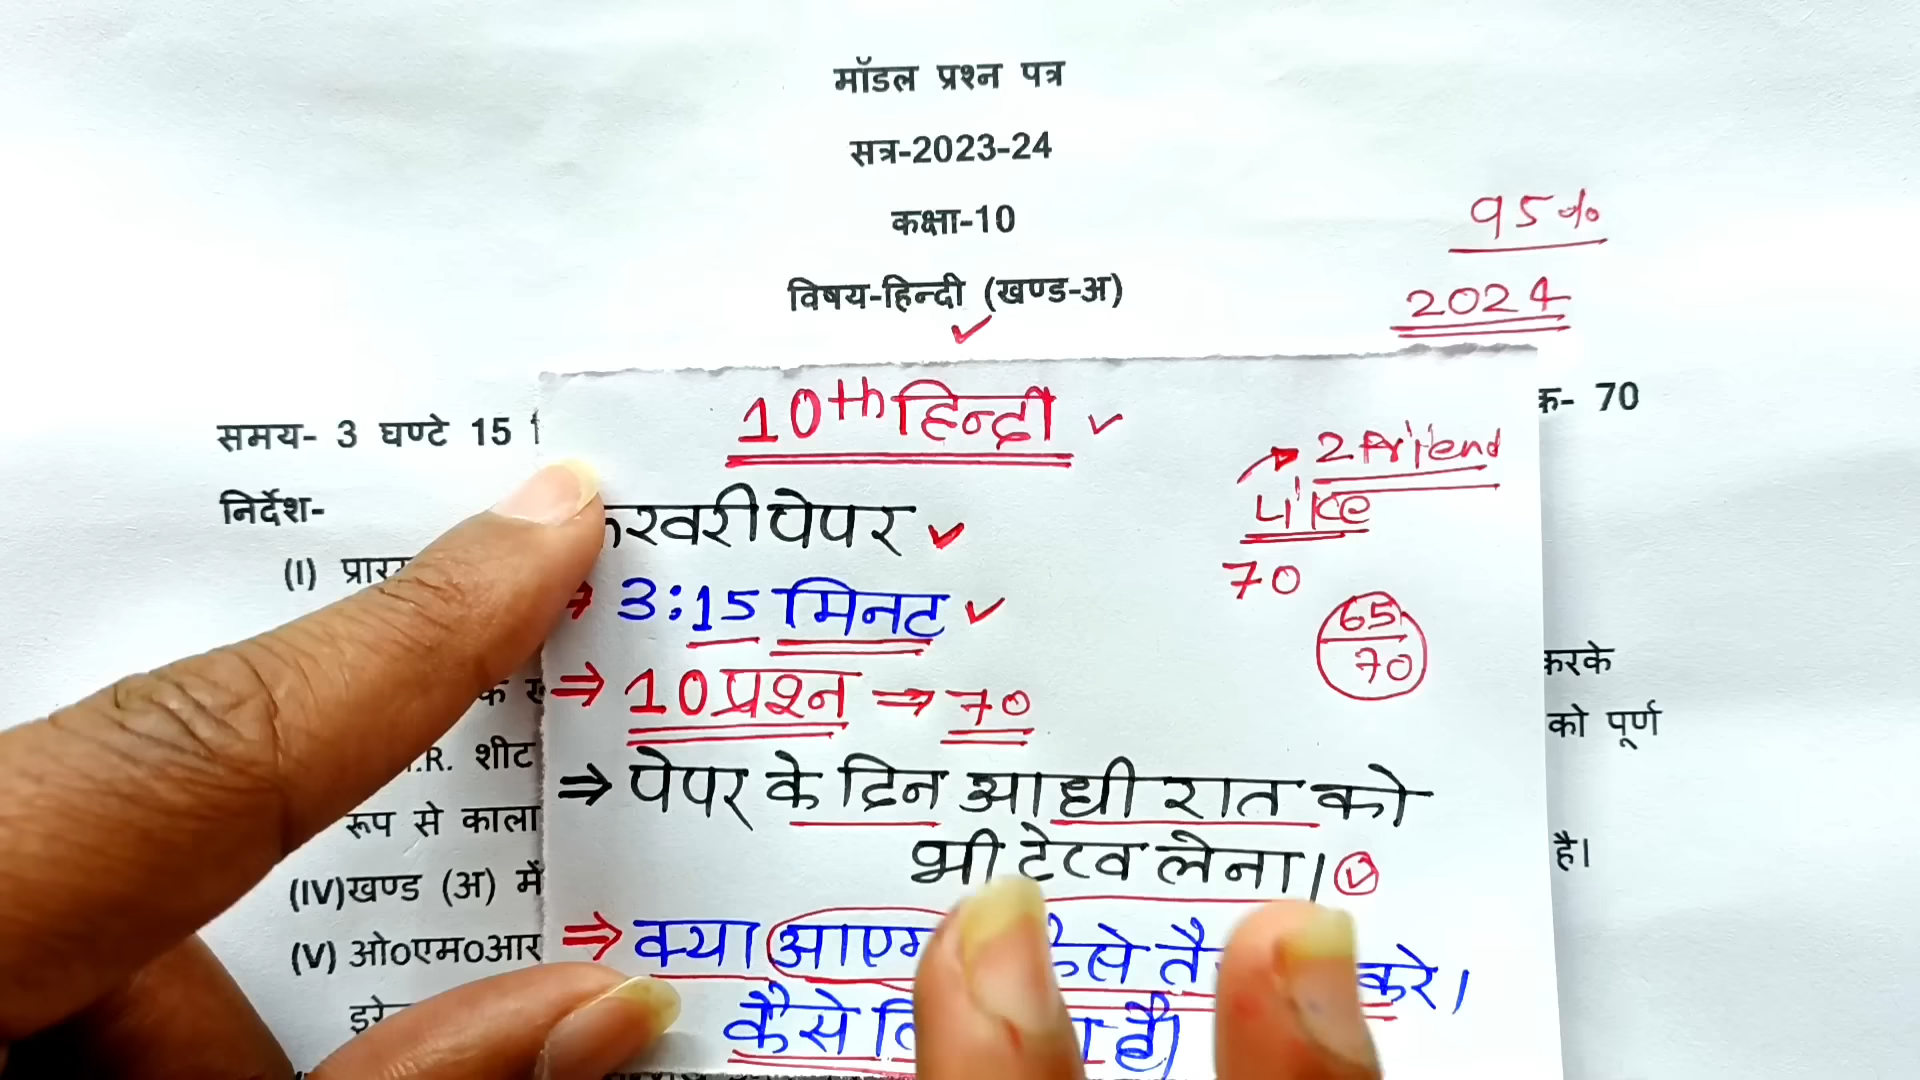 मॉडल प्रश्न पत्र
सत्र-2023-24
कक्षा-10
विषय-हिन्दी (खण्ड-अ)
95%
2024
समय- 3 घण्टे 15
70
निर्देश-
(I)
करके
को पूर्ण
.R. शीट
रूप से काला
है।
(IV)खण्ड (अ) में
(V) ओ०एम०आर
10th हिन्दी
2 Friend
Like
70
65
70
पेपर
3:15 मिनट
⇒ 10 प्रश्न ⇒ 70
⇒ पेपर के दिन आधी रात को
भी टेस्ट लेना।
⇒ क्या कैसे करे।
कैसे है।